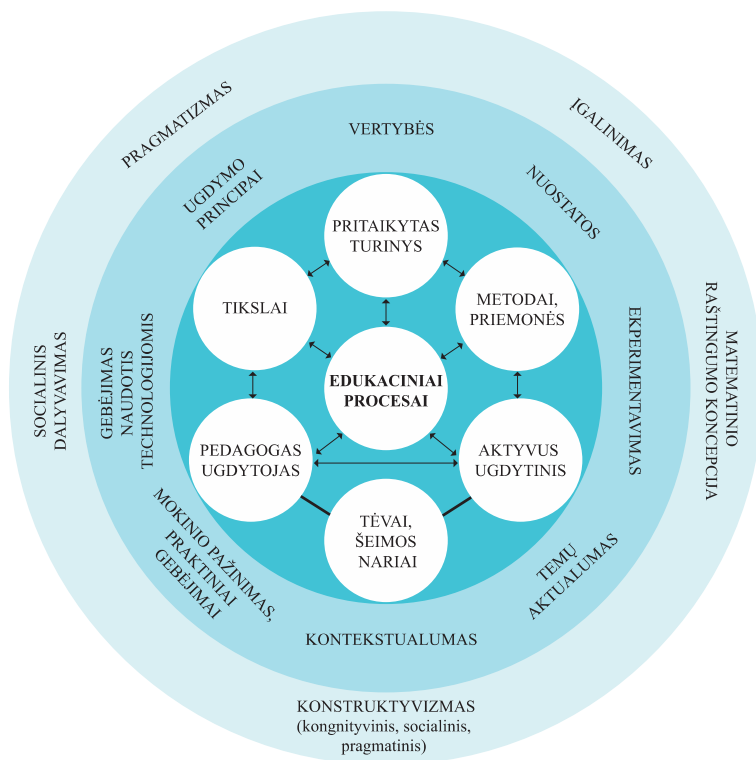 PRAGMATIZMAS
ĮGALINIMAS
VERTYBĖS
UGDYMO
PRINCIPAI
NUOSTATOS
PRITAIKYTAS
TURINYS
TIKSLAI
METODAI,
PRIEMONĖS
SOCIALINIS
DALYVAVIMAS
GEBĖJIMAS
NAUDOTIS
TECHNOLOGIJOMIS
EDUKACINIAI
PROCESAI
EKPERIMENTAVIMAS
MATEMATINIO
RAŠTINGUMO KONCEPCIJA
PEDAGOGAS
UGDYTOJAS
AKTYVUS
UGDYTINIS
TĖVAI,
ŠEIMOS
NARIAI
MOKINIO PAŽINIMAS,
PRAKTINIAI
GEBĖJIMAI
TEMŲ
AKTUALUMAS
KONTEKSTUALUMAS
KONSTRUKTYVIZMAS
(kongnityvinis, socialinis,
pragmatinis)